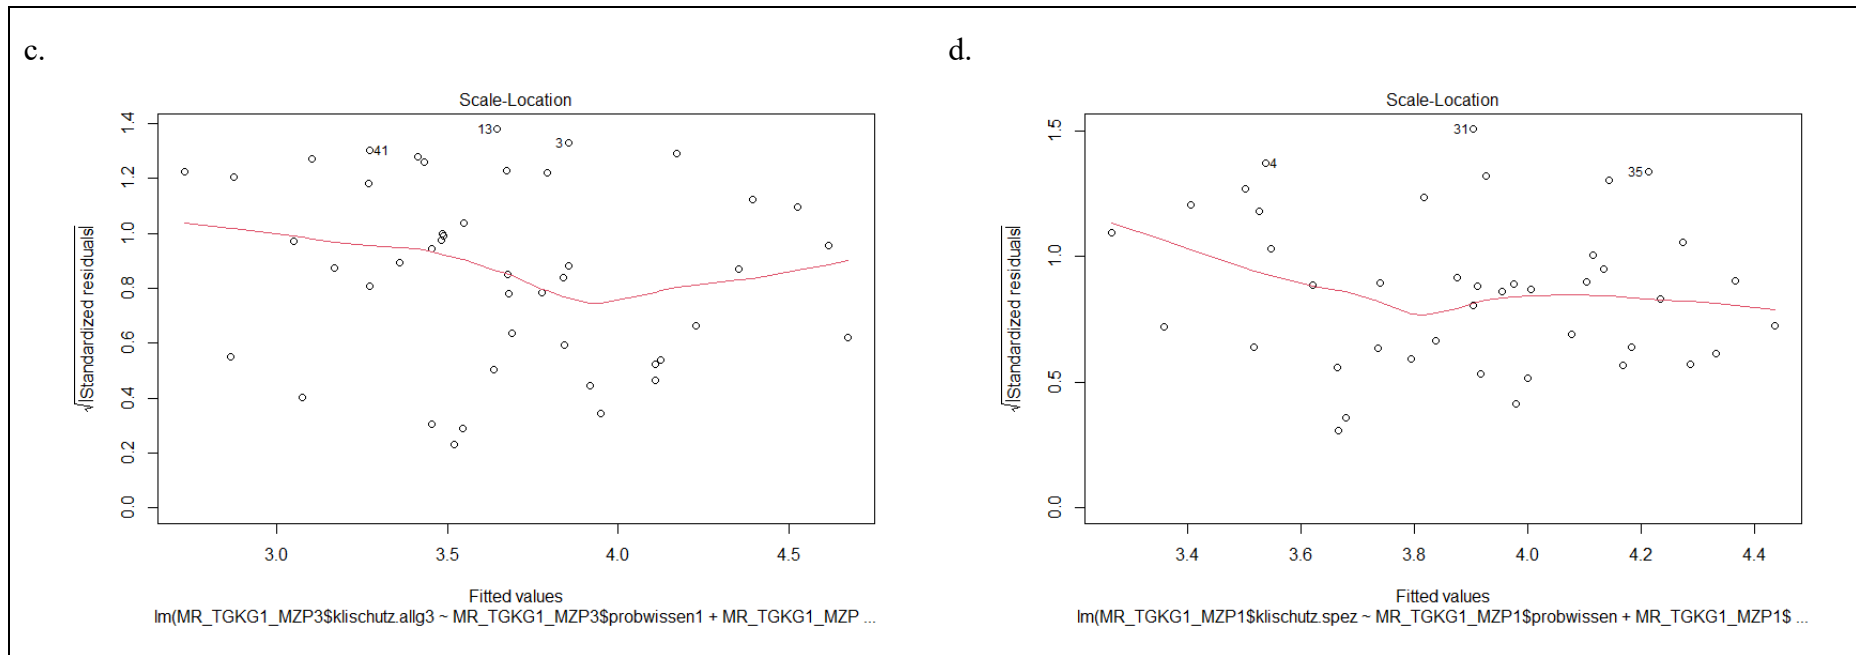 c.
Scale-Location
√|Standardized residuals|
1.4
1.2
1.0
0.8
0.6
0.4
0.2
0.0
13
3
41
3.0 3.5 4.0 4.5
Fitted values
lm(MR_TGKG1_MZP3$klischutz.allg3 ~ MR_TGKG1_MZP3$probwissen1 + MR_TGKG1_MZP ...
d.
Scale-Location
√|Standardized residuals|
1.5
1.0
0.5
0.0
31
4
35
3.4 3.6 3.8 4.0 4.2 4.4
Fitted values
lm(MR_TGKG1_MZP1$klischutz.spez ~ MR_TGKG1_MZP1$probwissen + MR_TGKG1_MZP1$ ...